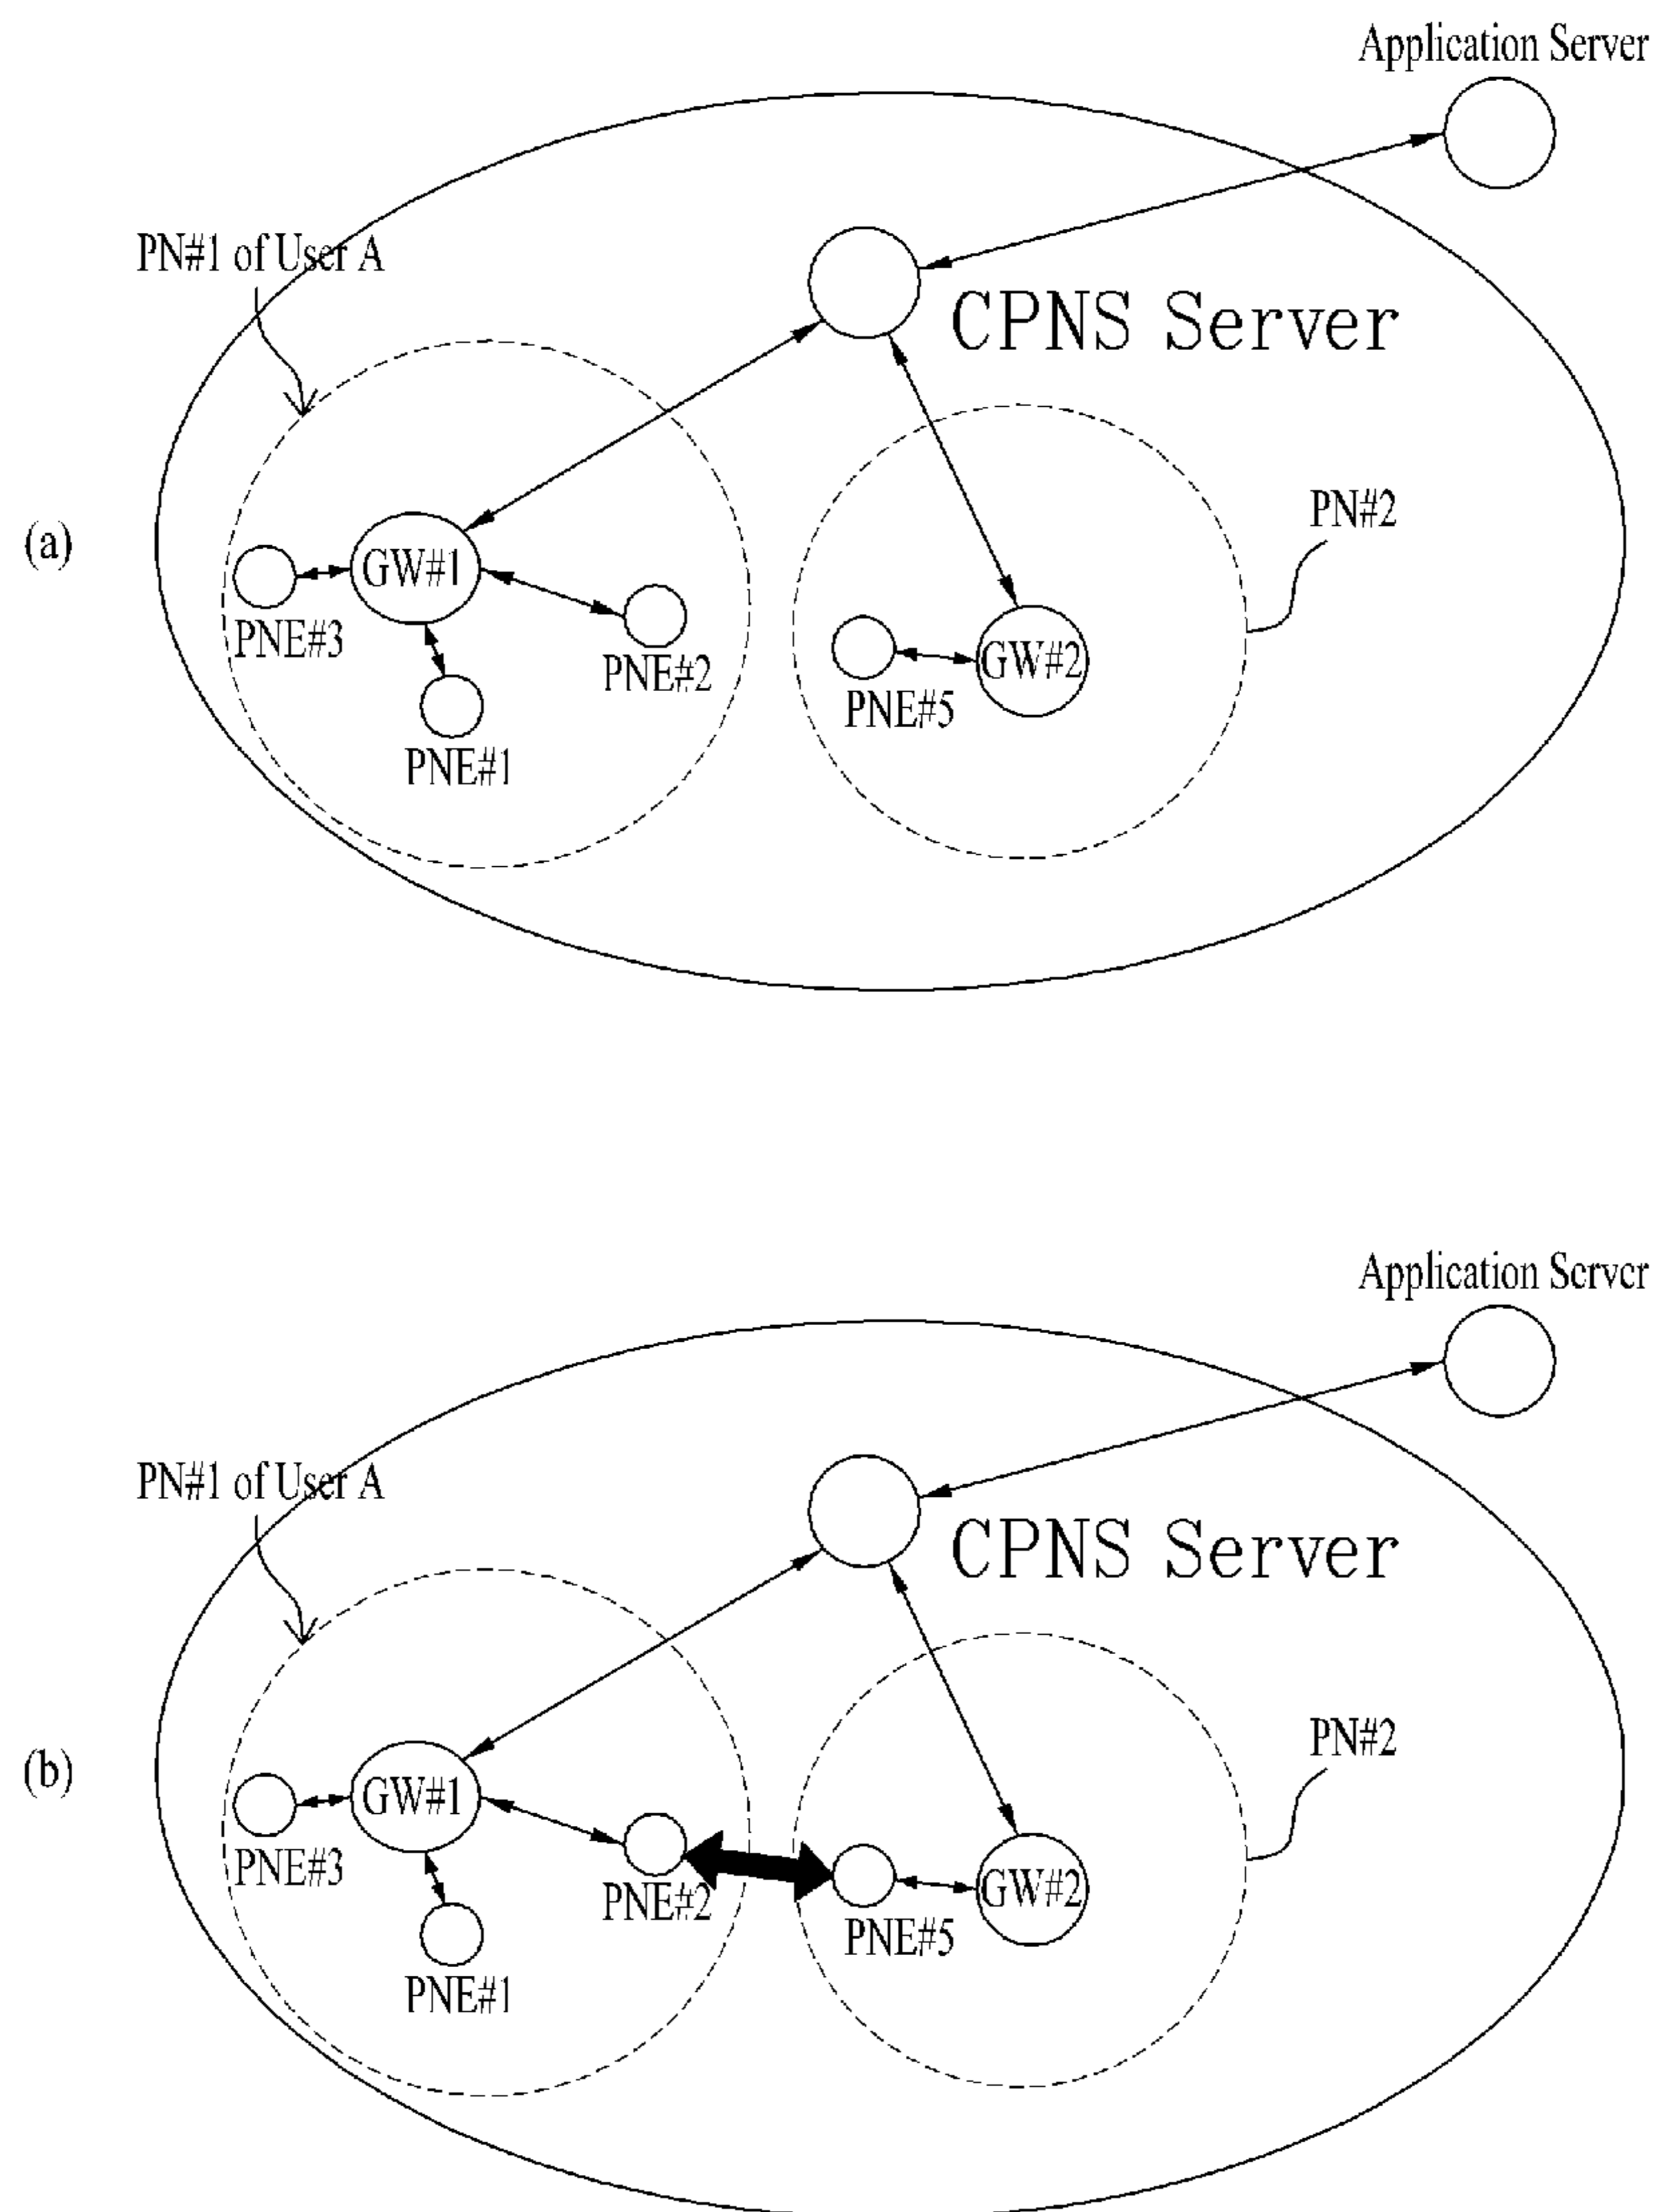 Application Server
PN#1 of User A
CPNS Server
PN#2
(a)
GW#1
PNE#3
PNE#2
GW#2
PNE#5
PNE#1
Application Server
PN#1 of User A
CPNS Server
PN#2
(b)
GW#1
PNE#3
PNE#2
GW#2
PNE#5
PNE#1